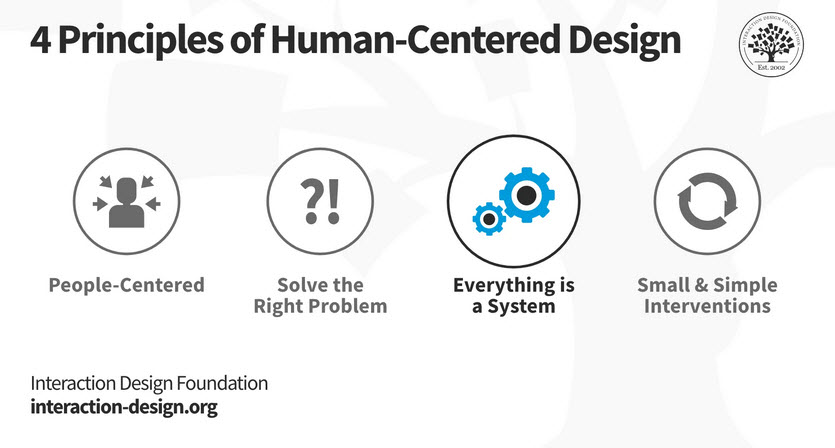 4 Principles of Human-Centered Design
INTERACTION DESIGN FOUNDATION
Est. 2002
People-Centered
?!
Solve the
Right Problem
Everything is
a System
Small & Simple
Interventions
Interaction Design Foundation
interaction-design.org